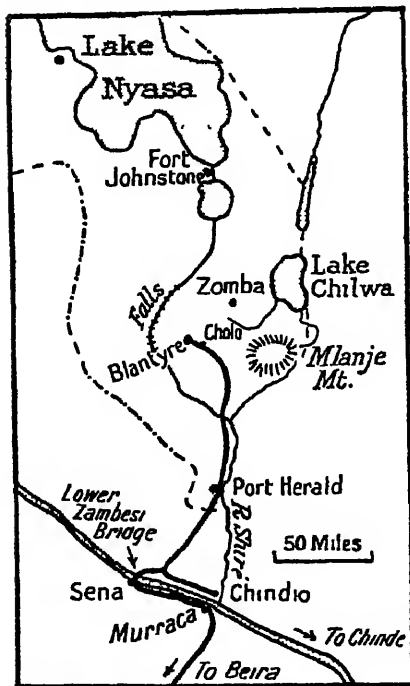 Lake
Nyasa
Fort
Johnstone
Falls
Zomba
Lake
Chilwa
Cholo
Blantyre
Mlanje
Mt.
Port Herald
R. Shire
Lower
Zambesi
Bridge
50 Miles
Sena
Chindio
Murraca
To Chinde
To Beira